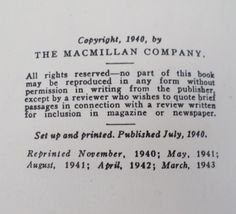 Copyright, 1940, by
THE MACMILLAN COMPANY.
All rights reserved—no part of this book
may be reproduced in any form without
permission in writing from the publisher,
except by a reviewer who wishes to quote brief
passages in connection with a review written
for inclusion in magazine or newspaper.
Set up and printed. Published July, 1940.
Reprinted November, 1940; May, 1941;
August, 1941; April, 1942; March, 1943